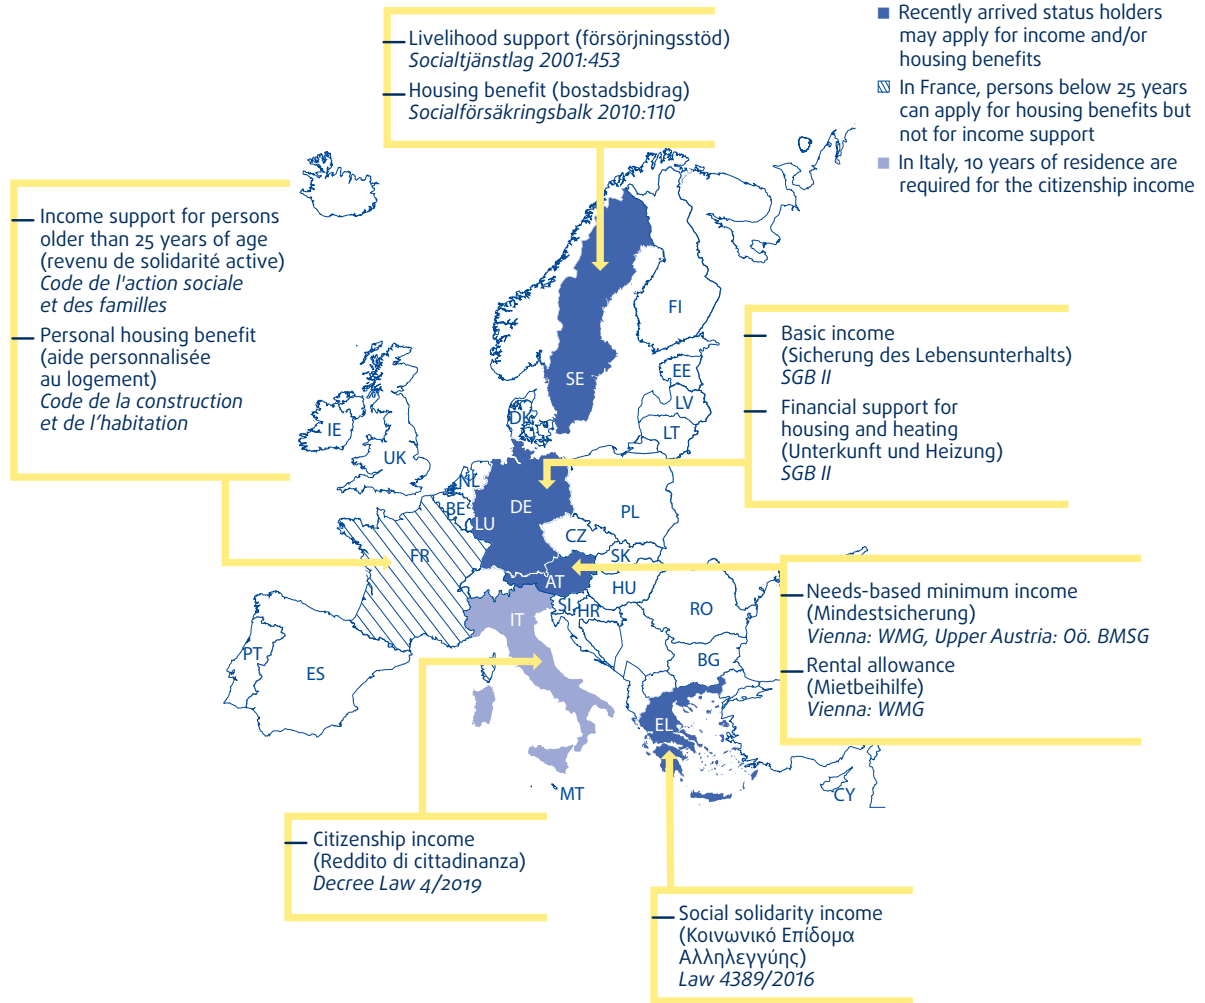 Livelihood support (försörjningsstöd)
Socialtjänstlag 2001:453
Housing benefit (bostadsbidrag)
Socialförsäkringsbalk 2010:110
Recently arrived status holders
may apply for income and/or
housing benefits
In France, persons below 25 years
can apply for housing benefits but
not for income support
In Italy, 10 years of residence are
required for the citizenship income
Income support for persons
older than 25 years of age
(revenu de solidarité active)
Code de l'action sociale
et des familles
Personal housing benefit
(aide personnalisée
au logement)
Code de la construction
et de l’habitation
Basic income
(Sicherung des Lebensunterhalts)
SGB II
Financial support for
housing and heating
(Unterkunft und Heizung)
SGB II
FI
SE
EE
LV
LT
DK
IE
UK
NL
BE
LU
DE
PL
CZ
SK
FR
AT
HU
SI
HR
RO
IT
BG
PT
ES
EL
MT
CY
Needs-based minimum income
(Mindestsicherung)
Vienna: WMG, Upper Austria: Oö. BMSG
Rental allowance
(Mietbeihilfe)
Vienna: WMG
Citizenship income
(Reddito di cittadinanza)
Decree Law 4/2019
Social solidarity income
(Κοινωνικό Επίδομα
Αλληλεγγύης)
Law 4389/2016